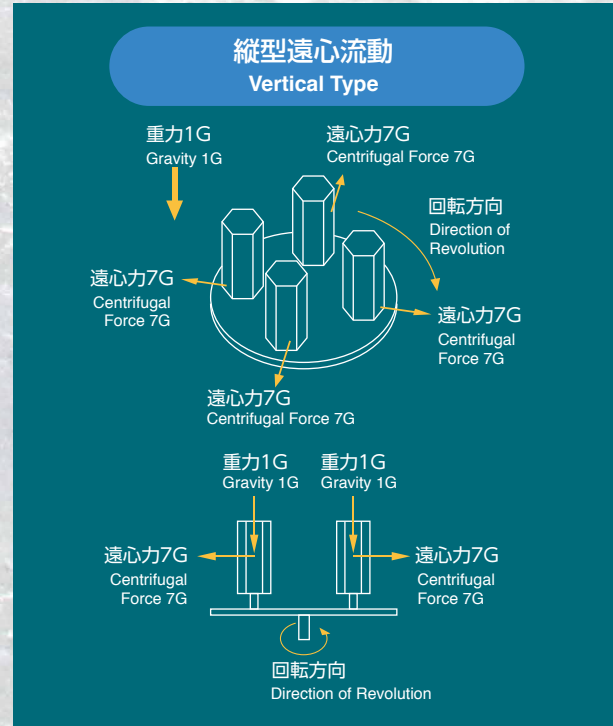 縦型遠心流動
Vertical Type
重力1G
Gravity 1G
遠心力7G
Centrifugal Force 7G
回転方向
Direction of
Revolution
遠心力7G
Centrifugal
Force 7G
遠心力7G
Centrifugal
Force 7G
遠心力7G
Centrifugal Force 7G
重力1G
Gravity 1G
重力1G
Gravity 1G
遠心力7G
Centrifugal
Force 7G
遠心力7G
Centrifugal
Force 7G
回転方向
Direction of Revolution